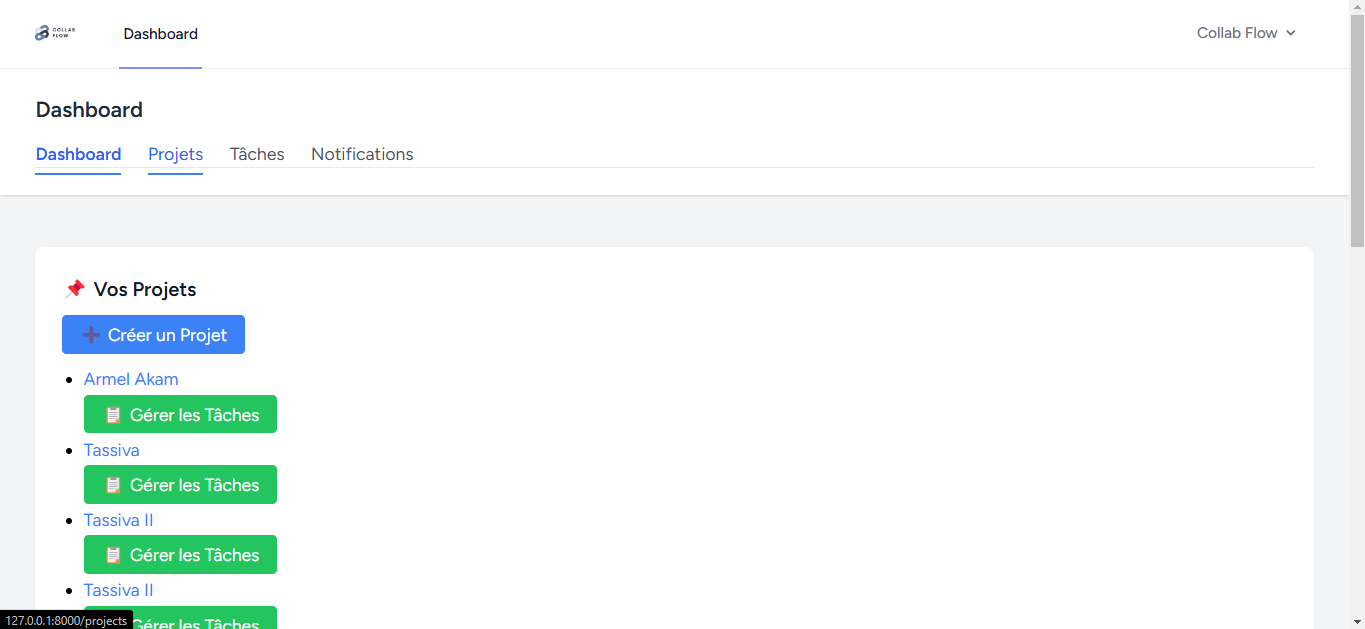 COLLAB
FLOW
Dashboard
Collab Flow
Dashboard
Dashboard Projets Tâches Notifications
📌 Vos Projets
➕ Créer un Projet
• Armel Akam
📋 Gérer les Tâches
• Tassiva
📋 Gérer les Tâches
• Tassiva II
📋 Gérer les Tâches
• Tassiva II
Gérer les Tâches
127.0.0.1:8000/projects